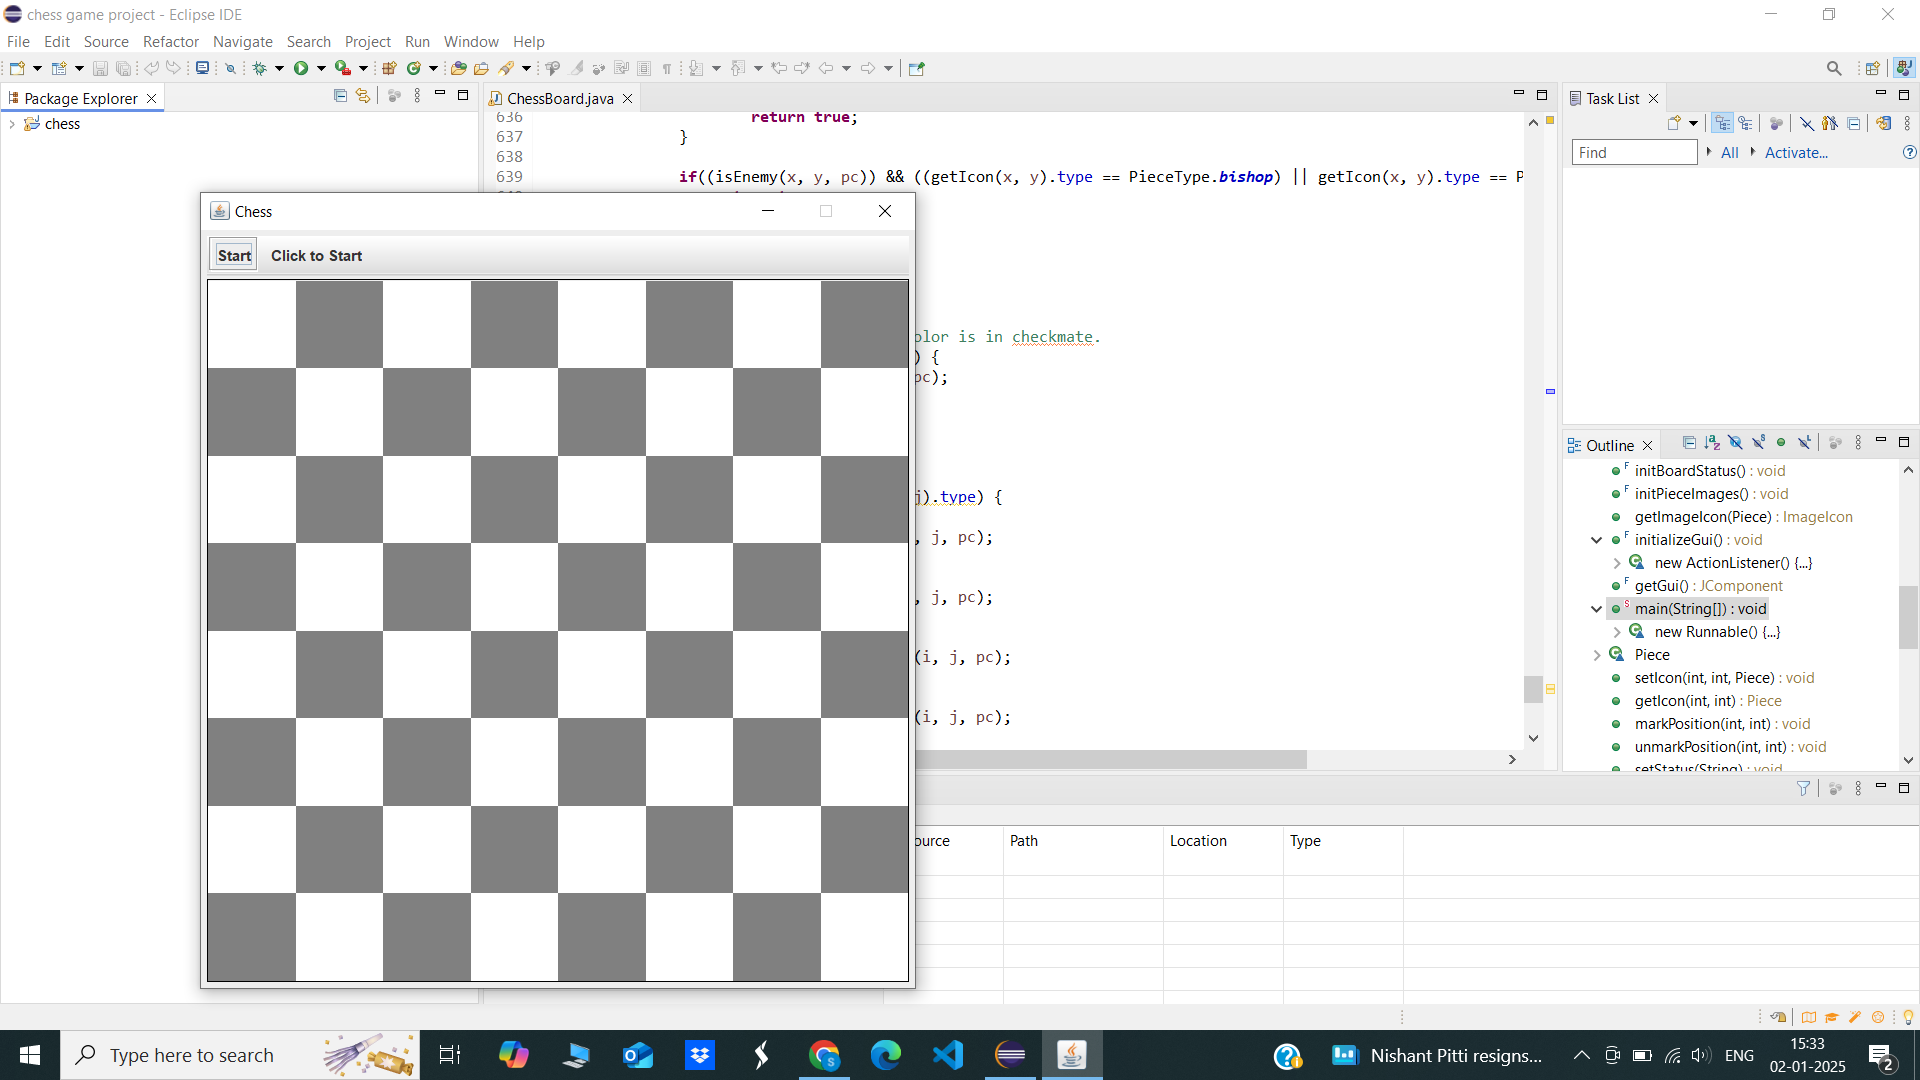 chess game project - Eclipse IDE
File Edit Source Refactor Navigate Search Project Run Window Help
Package Explorer
chess
ChessBoard.java
636 return true;
637 }
638
639 if((isEnemy(x, y, pc)) && ((getIcon(x, y).type == PieceType.bishop) || getIcon(x, y).type == P
Chess
Start Click to Start
olor is in checkmate.
) {
pc);
j).type) {
, j, pc);
, j, pc);
(i, j, pc);
(i, j, pc);
ource Path Location Type
Task List
Find All Activate...
Outline
initBoardStatus() : void
initPieceImages() : void
getImageIcon(Piece) : ImageIcon
initializeGui() : void
new ActionListener() {...}
getGui() : JComponent
main(String[]) : void
new Runnable() {...}
Piece
setIcon(int, int, Piece) : void
getIcon(int, int) : Piece
markPosition(int, int) : void
unmarkPosition(int, int) : void
setStatus(String) : void
Type here to search
Nishant Pitti resigns...
ENG
15:33
02-01-2025
2